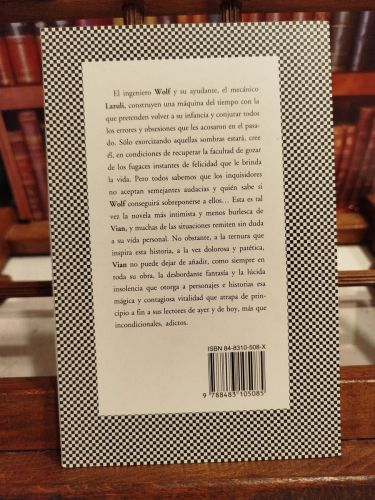 El ingeniero Wolf y su ayudante, el mecánico
Lazuli, construyen una máquina del tiempo con la
que pretenden volver a su infancia y conjurar todos
los errores y obsesiones que les acosaron en el pasa-
do. Sólo exorcizando aquellas sombras estará, cree
él, en condiciones de recuperar la facultad de gozar
de los fugaces instantes de felicidad que le brinda
la vida. Pero todos sabemos que los inquisidores
no aceptan semejantes audacias y quién sabe si
Wolf conseguirá sobreponerse a ellos... Esta es tal
vez la novela más intimista y menos burlesca de
Vian, y muchas de las situaciones remiten sin duda
a su vida personal. No obstante, a la ternura que
inspira esta historia, a la vez dolorosa y patética,
Vian no puede dejar de añadir, como siempre en
toda su obra, la desbordante fantasía y la lúcida
insolencia que otorga a personajes e historias esa
mágica y contagiosa vitalidad que atrapa de prin-
cipio a fin a sus lectores de ayer y de hoy, más que
incondicionales, adictos.
ISBN 84-8310-508-X
9 788483 105085